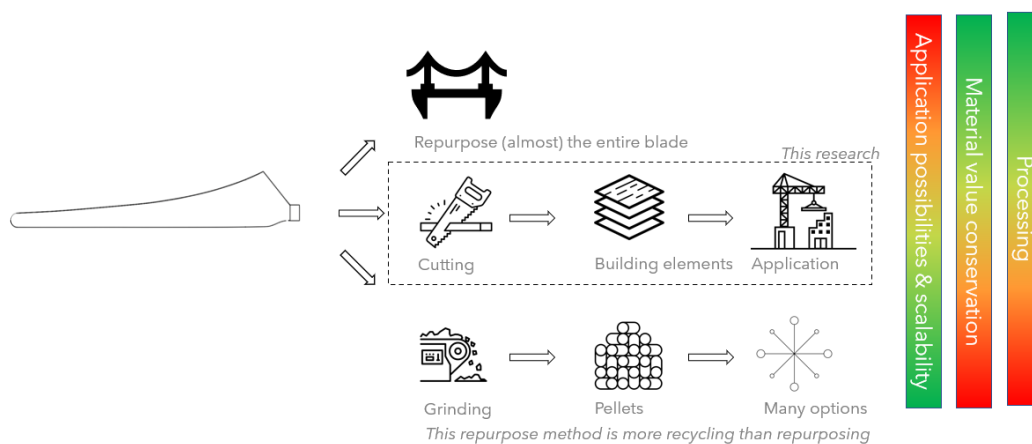 Repurpose (almost) the entire blade
This research
Cutting
Building elements
Application
Grinding
Pellets
Many options
This repurpose method is more recycling than repurposing
Application possibilities & scalability
Material value conservation
Processing